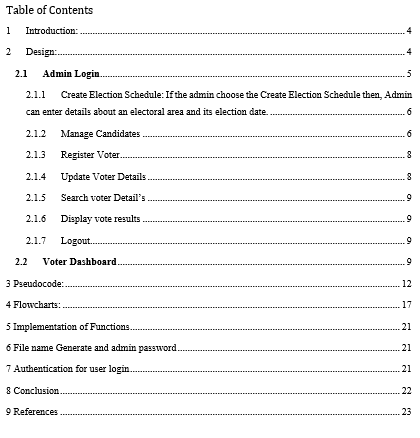 Table of Contents
1 Introduction: 4
2 Design: 4
2.1 Admin Login 5
2.1.1 Create Election Schedule: If the admin choose the Create Election Schedule then, Admin
can enter details about an electoral area and its election date. 6
2.1.2 Manage Candidates 6
2.1.3 Register Voter 8
2.1.4 Update Voter Details 8
2.1.5 Search voter Detail's 9
2.1.6 Display vote results 9
2.1.7 Logout 9
2.2 Voter Dashboard 9
3 Pseudocode: 12
4 Flowcharts: 17
5 Implementation of Functions 21
6 File name Generate and admin password 21
7 Authentication for user login 21
8 Conclusion 22
9 References 23